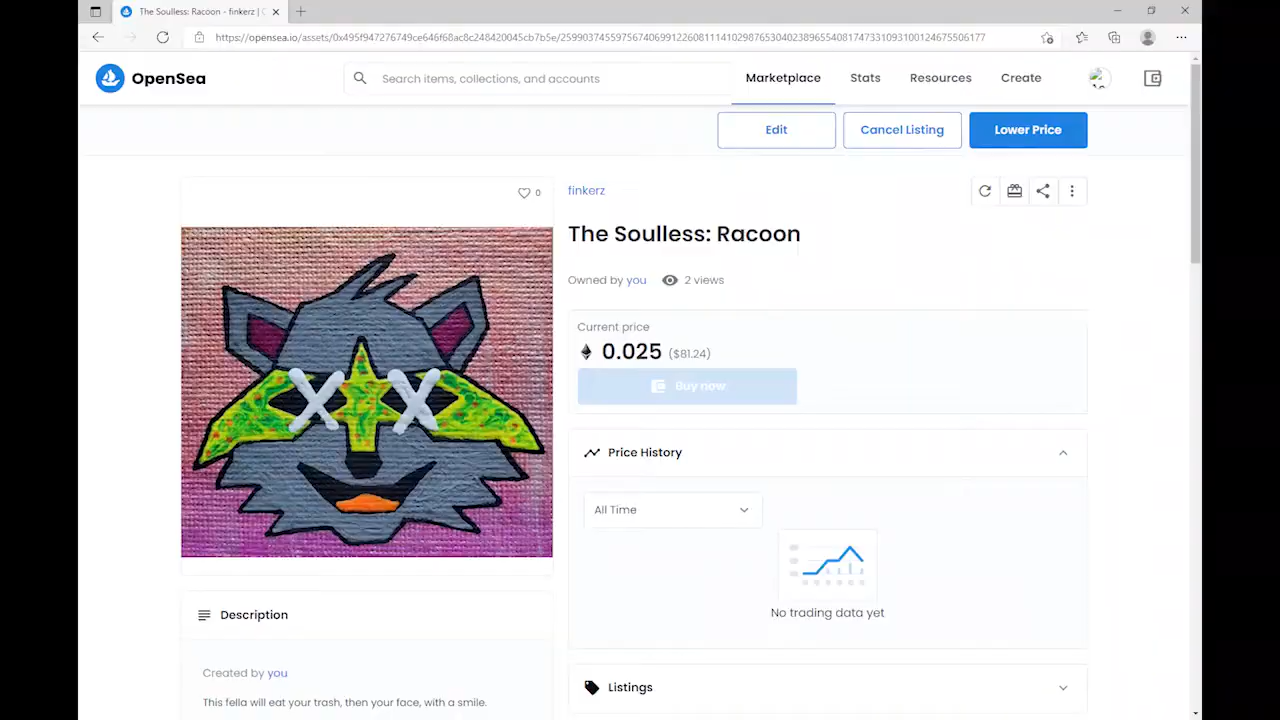 The Soulless: Racoon - finkerz | C
https://opensea.io/assets/0x495f947276749ce646f68ac8c248420045cb7b5e/25990374559756740699122608111410298765304023896554081747331093100124675506177
OpenSea
Search items, collections, and accounts
Marketplace
Stats
Resources
Create
Edit
Cancel Listing
Lower Price
0
finkerz
The Soulless: Racoon
Owned by you
2 views
Current price
0.025 ($81.24)
Buy now
Price History
All Time
No trading data yet
Description
Created by you
This fella will eat your trash, then your face, with a smile.
Listings